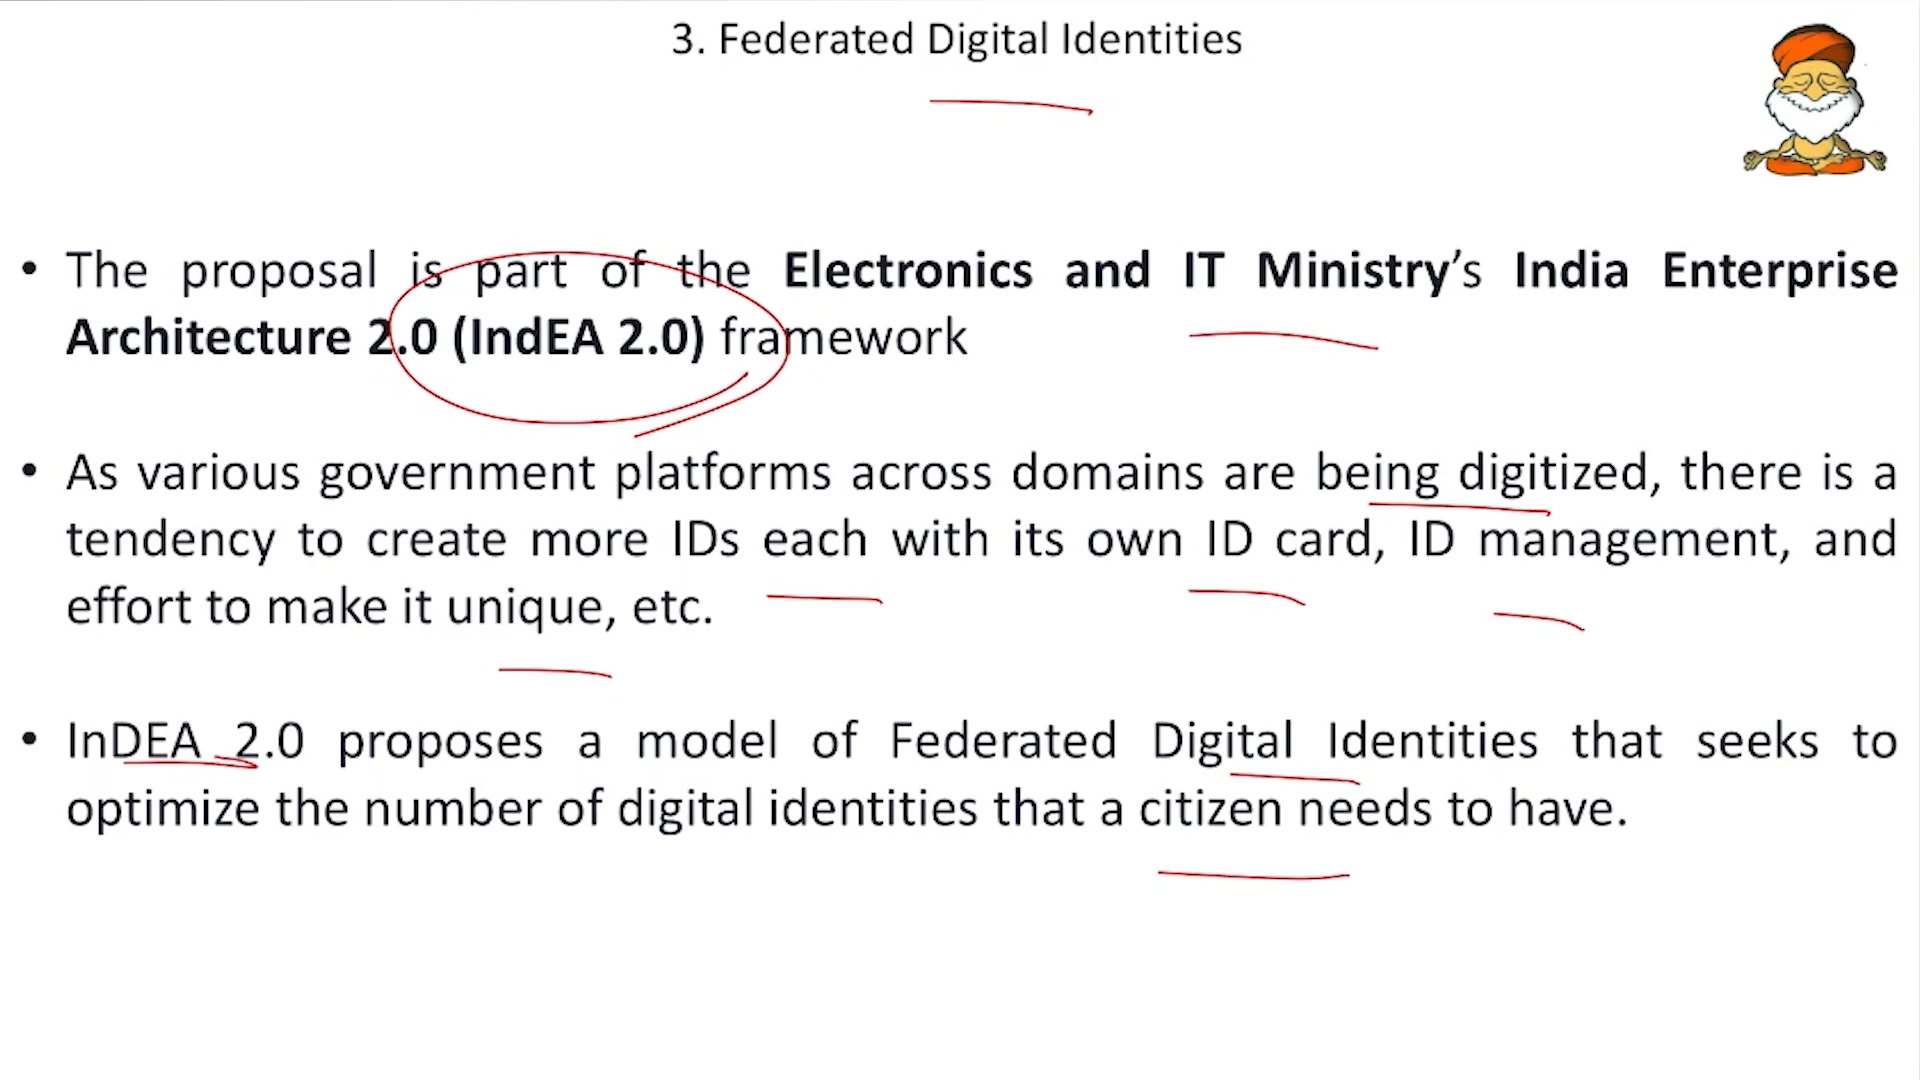 3. Federated Digital Identities
• The proposal is part of the Electronics and IT Ministry’s India Enterprise
Architecture 2.0 (IndEA 2.0) framework
• As various government platforms across domains are being digitized, there is a
tendency to create more IDs each with its own ID card, ID management, and
effort to make it unique, etc.
• InDEA 2.0 proposes a model of Federated Digital Identities that seeks to
optimize the number of digital identities that a citizen needs to have.